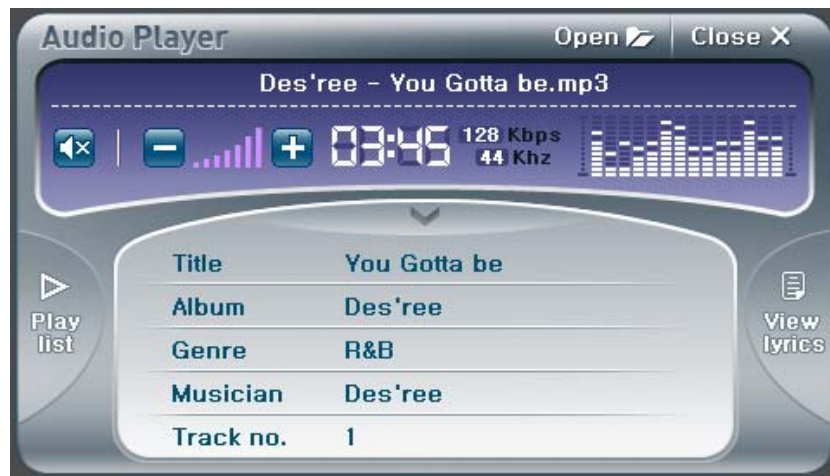 Audio Player
Open
Close X
Des'ree - You Gotta be.mp3
03:45
128 Kbps
44 Khz
Play
list
Title You Gotta be
Album Des'ree
Genre R&B
Musician Des'ree
Track no. 1
View
lyrics